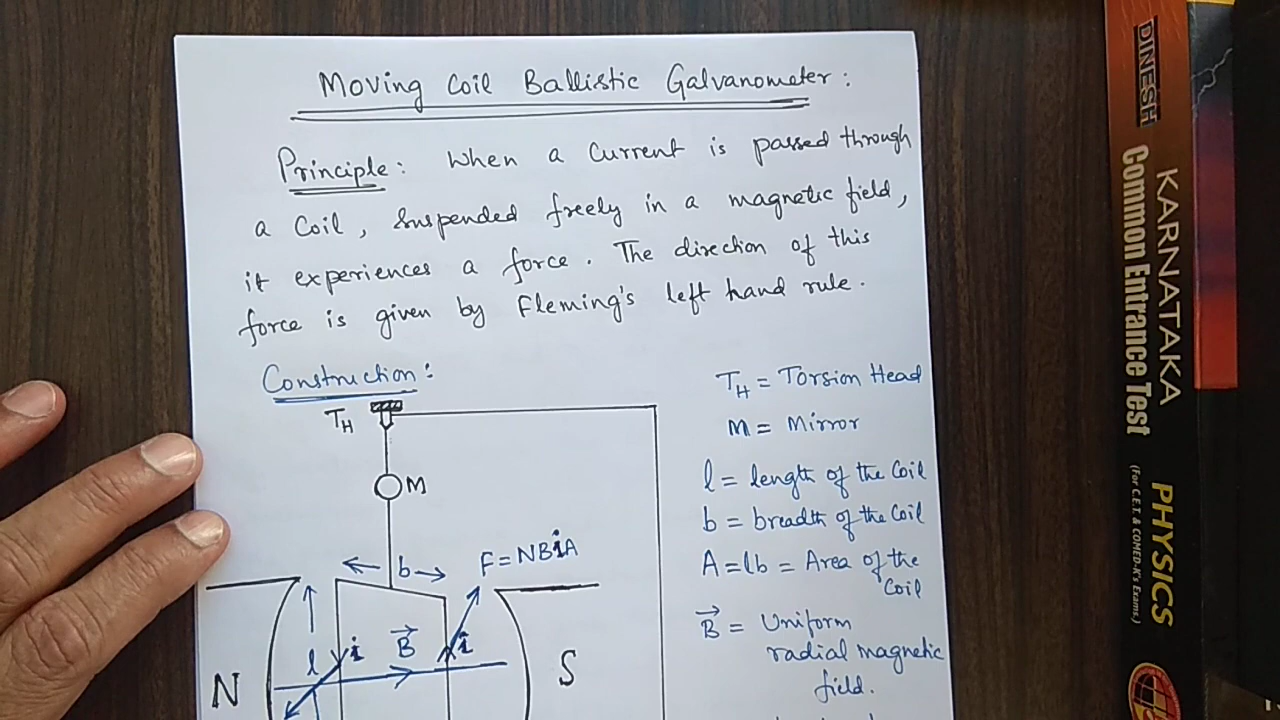 Moving Coil Ballistic Galvanometer :
Principle : When a Current is passed through
a Coil , Suspended freely in a magnetic field ,
it experiences a force . The direction of this
force is given by Fleming's left hand rule .
Construction :
T_H
M
b
F = NBiA
l
i
B⃗
i
N
S
T_H = Torsion Head
M = Mirror
l = length of the Coil
b = breadth of the Coil
A = lb = Area of the
Coil
B⃗ = Uniform
radial magnetic
field .
DINESH
KARNATAKA
Common Entrance Test
(For C.E.T. & COMED-K's Exams.)
PHYSICS